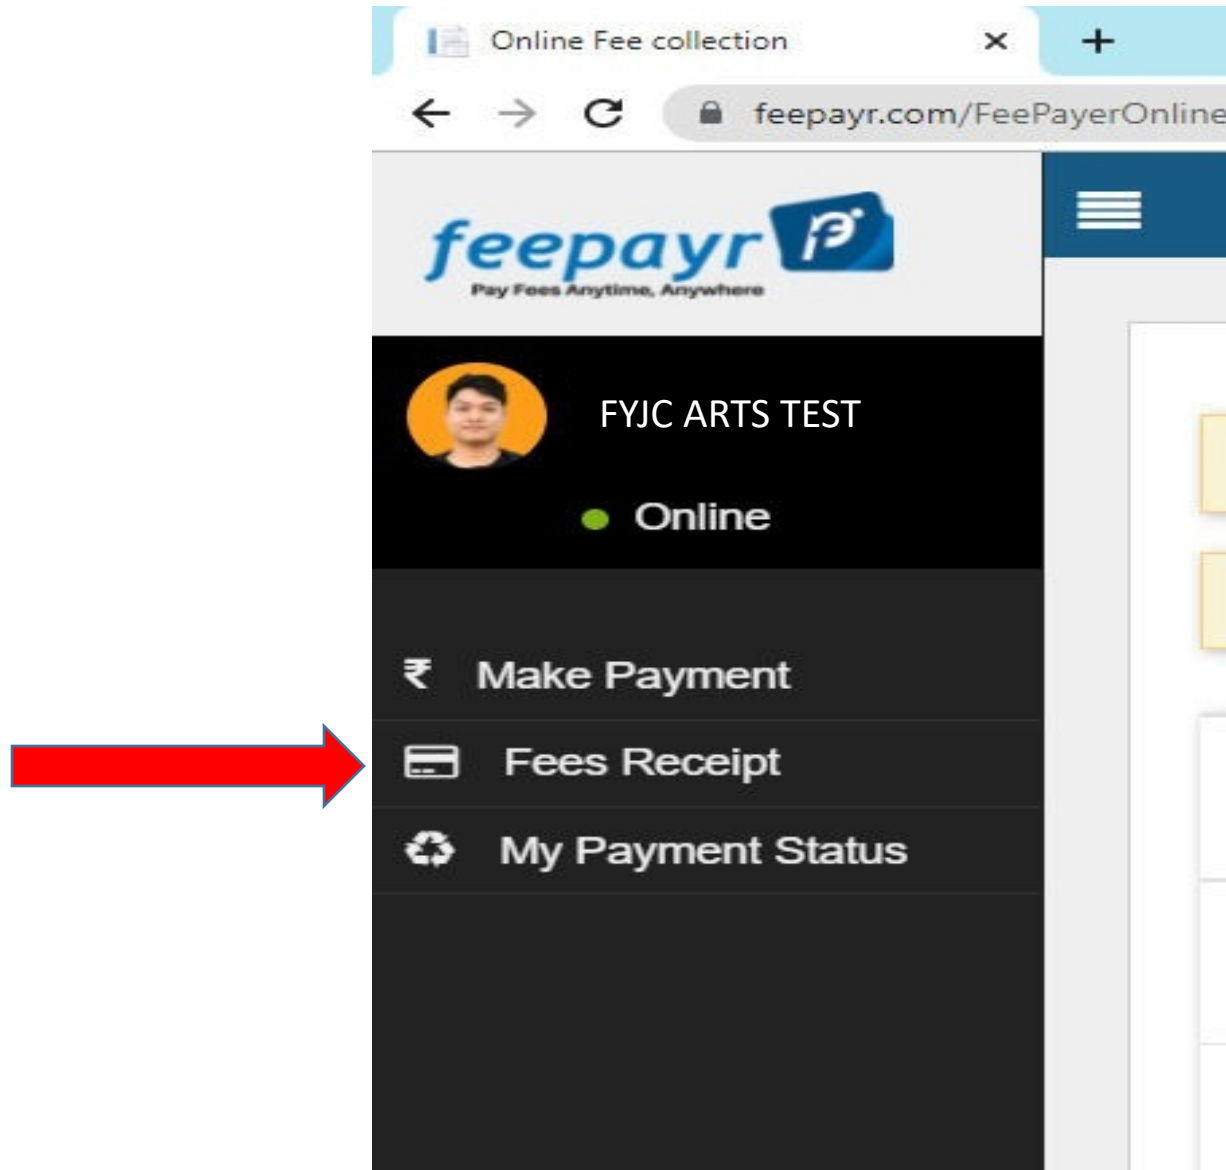 Online Fee collection
feepayr.com/FeePayerOnline
feepayr
Pay Fees Anytime, Anywhere
FYJC ARTS TEST
Online
₹ Make Payment
Fees Receipt
My Payment Status